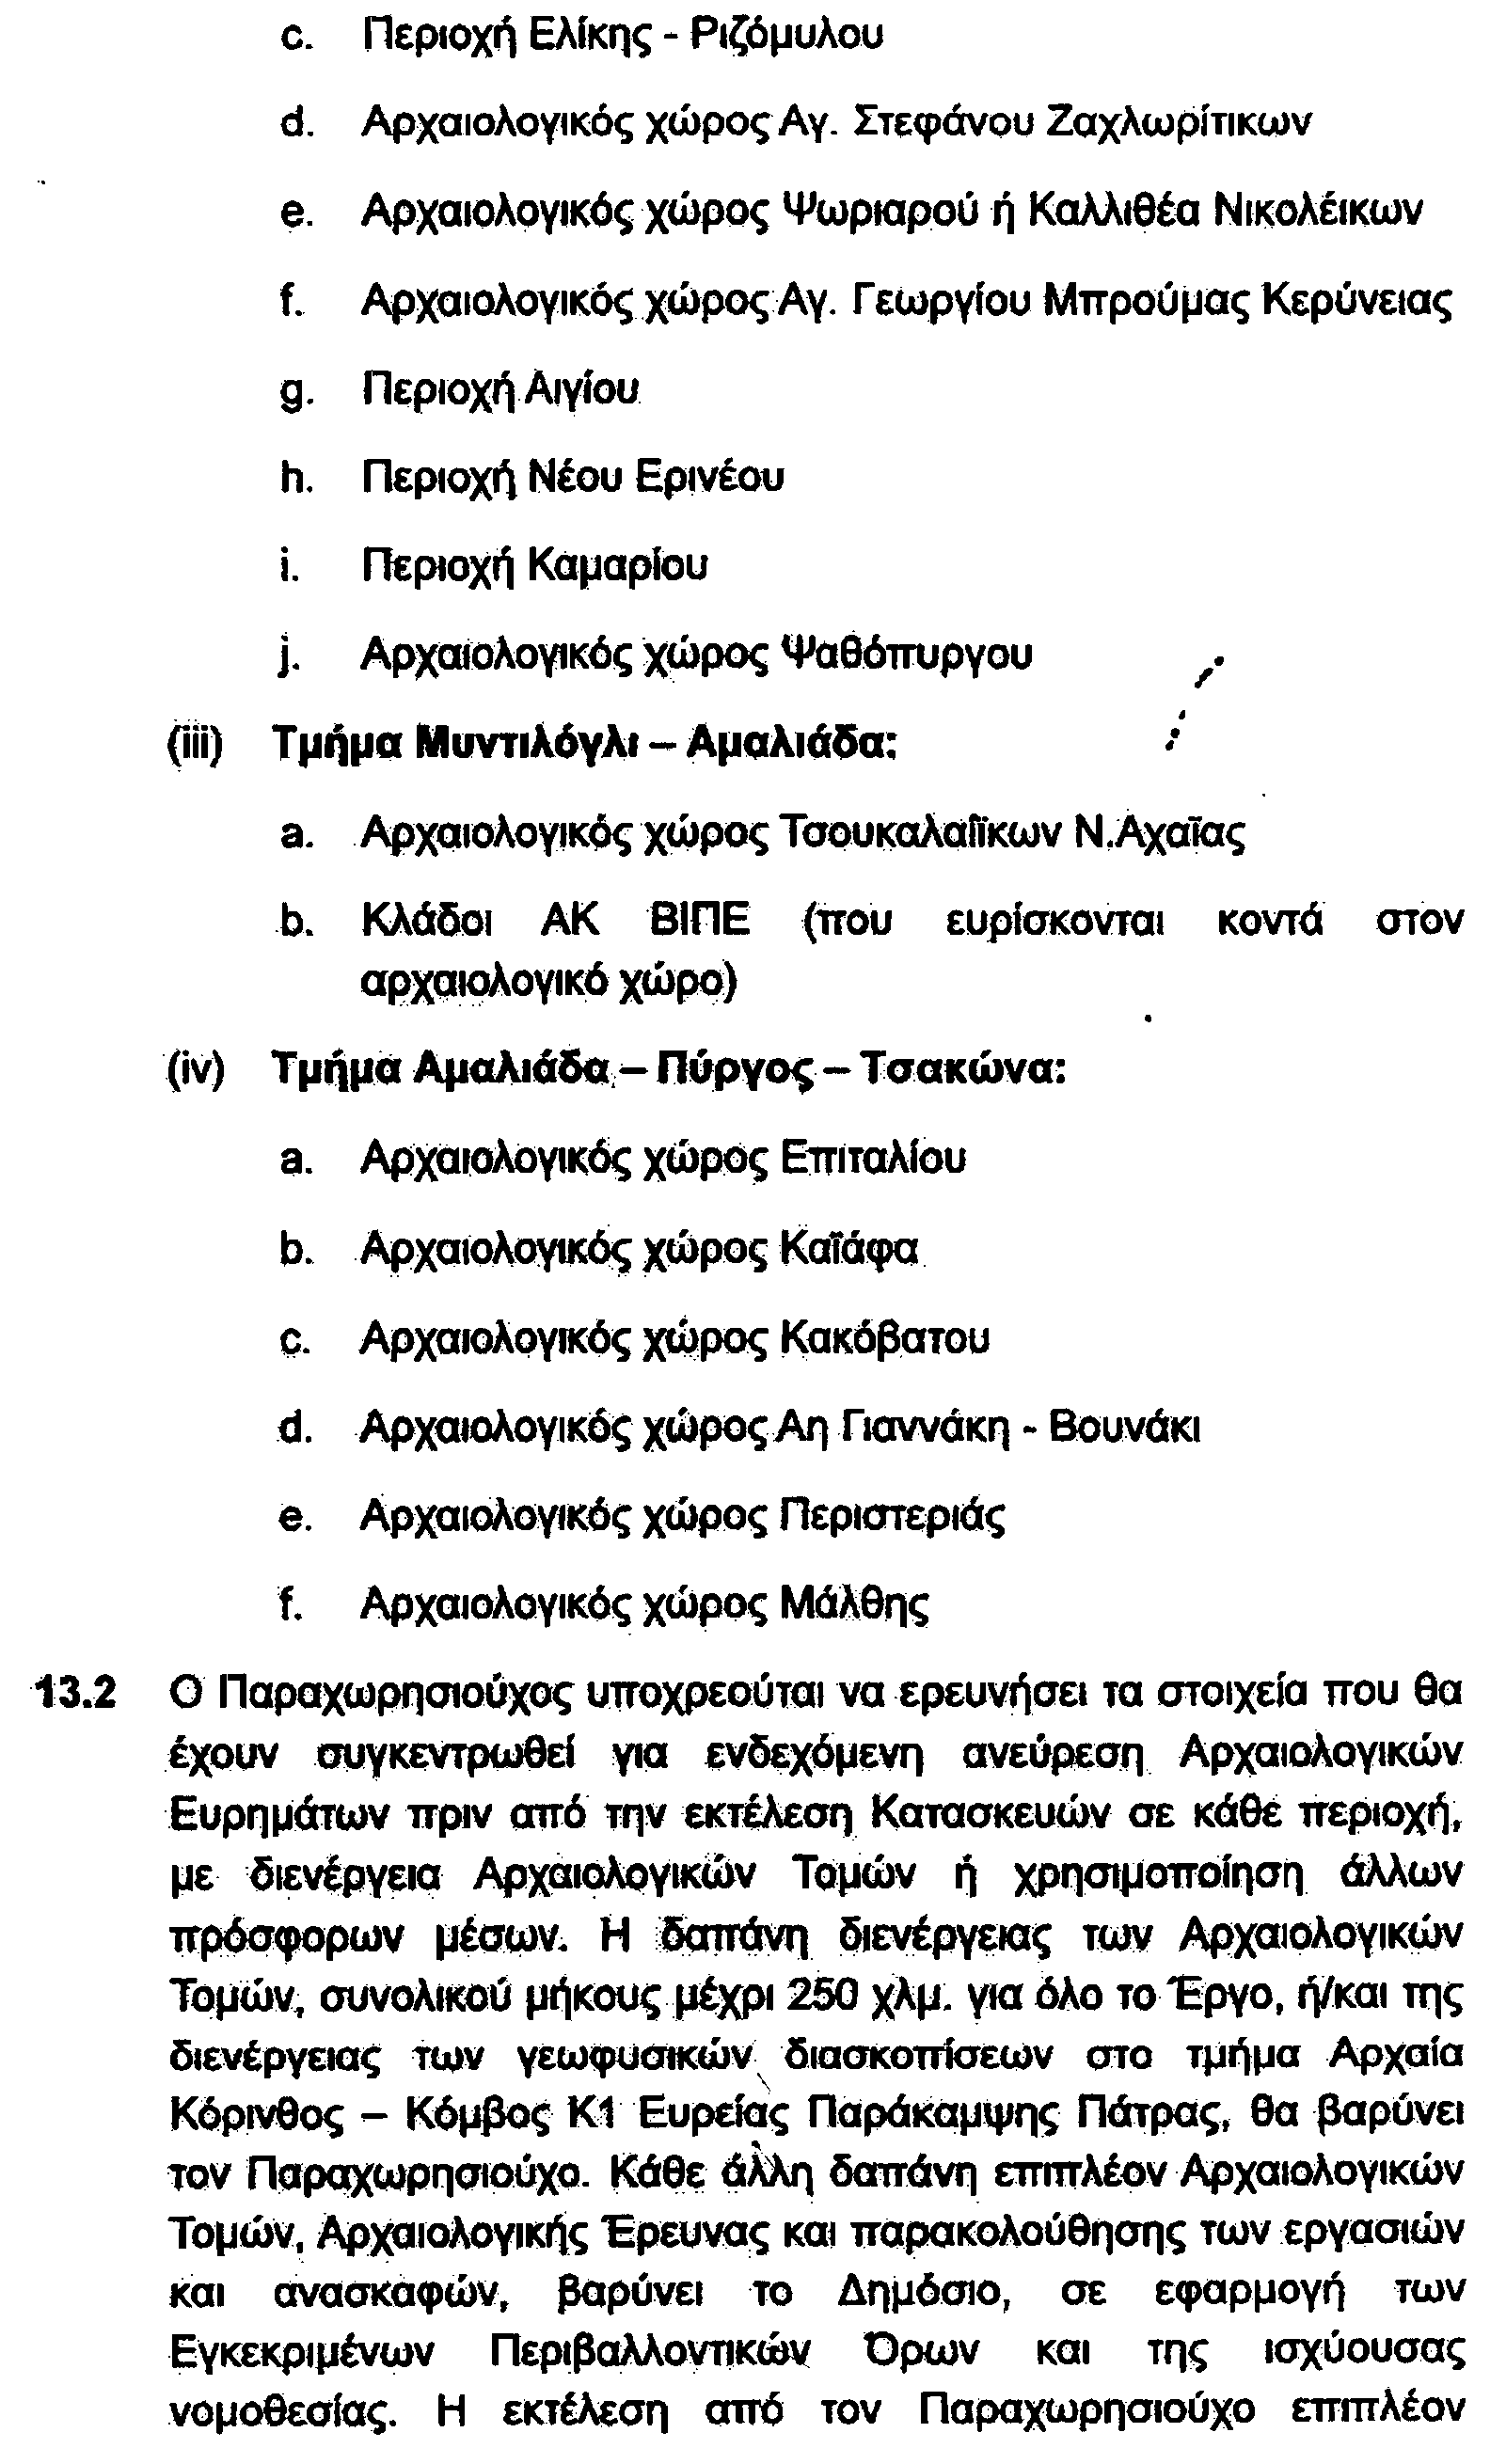 c. Περιοχή Ελίκης - Ριζόμυλου
d. Αρχαιολογικός χώρος Αγ. Στεφάνου Ζαχλωρίτικων
e. Αρχαιολογικός χώρος Ψωριαρού ή Καλλιθέα Νικολέικων
f. Αρχαιολογικός χώρος Αγ. Γεωργίου Μπρούμας Κερύνειας
g. Περιοχή Αιγίου
h. Περιοχή Νέου Ερινέου
i. Περιοχή Καμαρίου
j. Αρχαιολογικός χώρος Ψαθόπυργου
(iii) Τμήμα Μυντιλόγλι – Αμαλιάδα:
a. Αρχαιολογικός χώρος Τσουκαλαΐικων Ν.Αχαΐας
b. Κλάδοι ΑΚ ΒΙΠΕ (που ευρίσκονται κοντά στον
αρχαιολογικό χώρο)
(iv) Τμήμα Αμαλιάδα – Πύργος – Τσακώνα:
a. Αρχαιολογικός χώρος Επιταλίου
b. Αρχαιολογικός χώρος Καϊάφα
c. Αρχαιολογικός χώρος Κακόβατου
d. Αρχαιολογικός χώρος Αη Γιαννάκη - Βουνάκι
e. Αρχαιολογικός χώρος Περιστεριάς
f. Αρχαιολογικός χώρος Μάλθης
13.2 Ο Παραχωρησιούχος υποχρεούται να ερευνήσει τα στοιχεία που θα
έχουν συγκεντρωθεί για ενδεχόμενη ανεύρεση Αρχαιολογικών
Ευρημάτων πριν από την εκτέλεση Κατασκευών σε κάθε περιοχή,
με διενέργεια Αρχαιολογικών Τομών ή χρησιμοποίηση άλλων
πρόσφορων μέσων. Η δαπάνη διενέργειας των Αρχαιολογικών
Τομών, συνολικού μήκους μέχρι 250 χλμ. για όλο το Έργο, ή/και της
διενέργειας των γεωφυσικών διασκοπίσεων στο τμήμα Αρχαία
Κόρινθος – Κόμβος Κ1 Ευρείας Παράκαμψης Πάτρας, θα βαρύνει
τον Παραχωρησιούχο. Κάθε άλλη δαπάνη επιπλέον Αρχαιολογικών
Τομών, Αρχαιολογικής Έρευνας και παρακολούθησης των εργασιών
και ανασκαφών, βαρύνει το Δημόσιο, σε εφαρμογή των
Εγκεκριμένων Περιβαλλοντικών Όρων και της ισχύουσας
νομοθεσίας. Η εκτέλεση από τον Παραχωρησιούχο επιπλέον